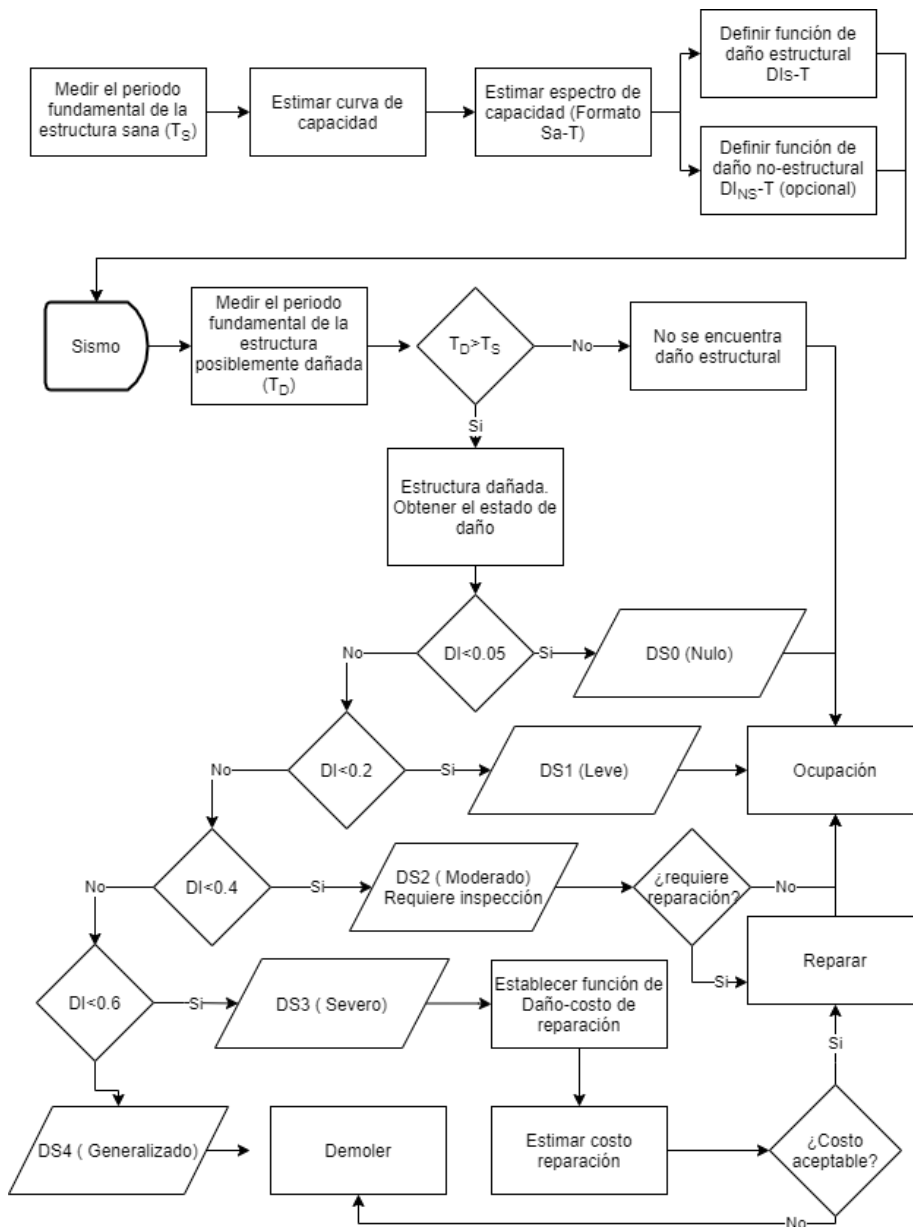 Medir el periodo
fundamental de la
estructura sana (T_S)
Estimar curva de
capacidad
Estimar espectro de
capacidad (Formato
Sa-T)
Definir función de
daño estructural
DIs-T
Definir función de
daño no-estructural
DI_NS-T (opcional)
Sismo
Medir el periodo
fundamental de la
estructura
posiblemente dañada
(T_D)
T_D>T_S
No
No se encuentra
daño estructural
Si
Estructura dañada.
Obtener el estado de
daño
DI<0.05
Si
DS0 (Nulo)
No
DI<0.2
Si
DS1 (Leve)
Ocupación
No
DI<0.4
Si
DS2 ( Moderado)
Requiere inspección
¿requiere
reparación?
No
Si
Reparar
No
DI<0.6
Si
DS3 ( Severo)
Establecer función de
Daño-costo de
reparación
Si
DS4 ( Generalizado)
Demoler
Estimar costo
reparación
¿Costo
aceptable?
No